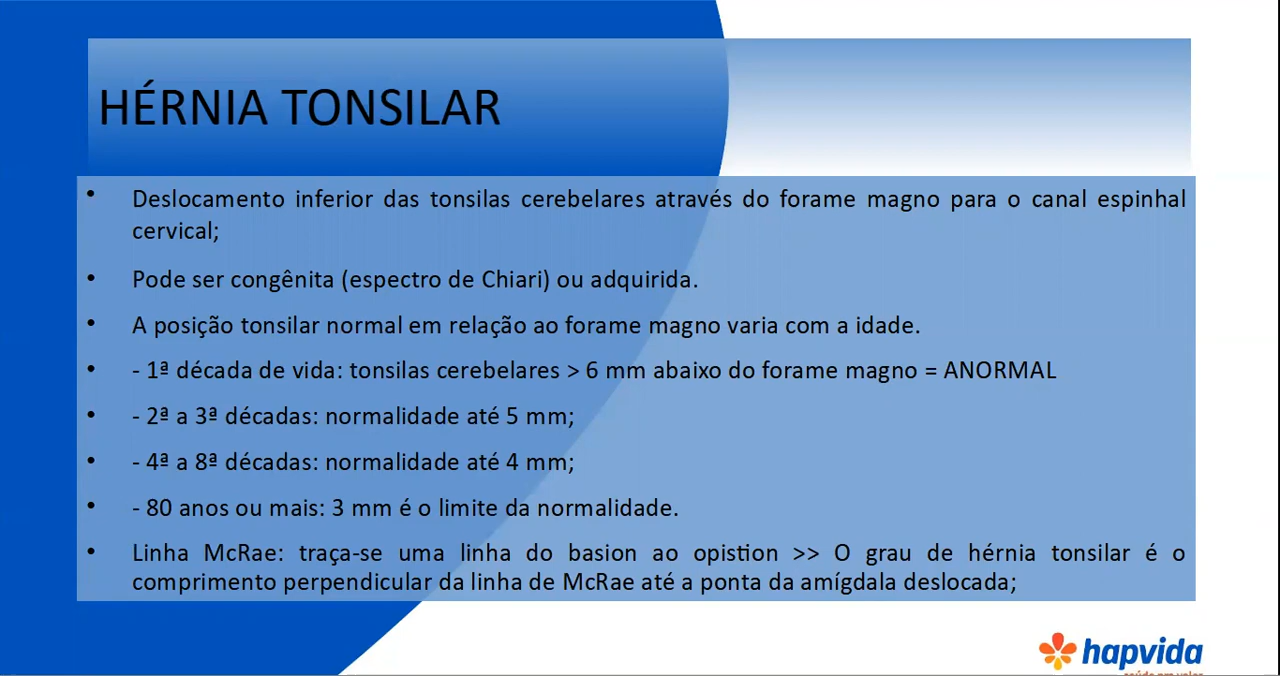 HÉRNIA TONSILAR
• Deslocamento inferior das tonsilas cerebelares através do forame magno para o canal espinhal
cervical;
• Pode ser congênita (espectro de Chiari) ou adquirida.
• A posição tonsilar normal em relação ao forame magno varia com a idade.
• - 1ª década de vida: tonsilas cerebelares > 6 mm abaixo do forame magno = ANORMAL
• - 2ª a 3ª décadas: normalidade até 5 mm;
• - 4ª a 8ª décadas: normalidade até 4 mm;
• - 80 anos ou mais: 3 mm é o limite da normalidade.
• Linha McRae: traça-se uma linha do basion ao opistion >> O grau de hérnia tonsilar é o
comprimento perpendicular da linha de McRae até a ponta da amígdala deslocada;
hapvida